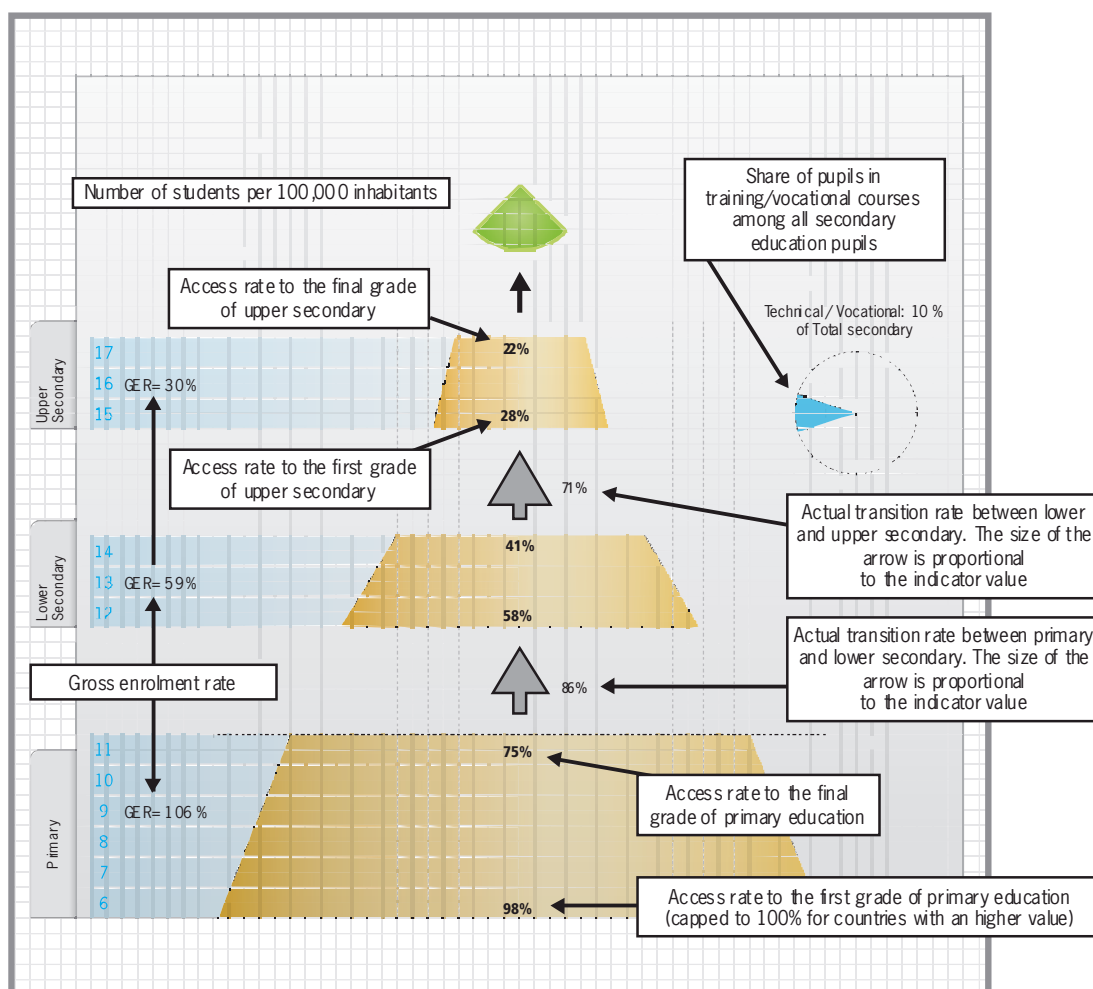 Number of students per 100,000 inhabitants
Share of pupils in
training/vocational courses
among all secondary
education pupils
Access rate to the final grade
of upper secondary
Technical/Vocational: 10 %
of Total secondary
Upper
Secondary
17
16
15
GER= 30%
22%
28%
Access rate to the first grade
of upper secondary
71%
Actual transition rate between lower
and upper secondary. The size of the
arrow is proportional
to the indicator value
Lower
Secondary
14
13
12
GER= 59%
41%
58%
Actual transition rate between primary
and lower secondary. The size of the
arrow is proportional
to the indicator value
Gross enrolment rate
86%
Primary
11
10
9
8
7
6
GER= 106%
75%
Access rate to the final
grade of primary education
98%
Access rate to the first grade of primary education
(capped to 100% for countries with an higher value)